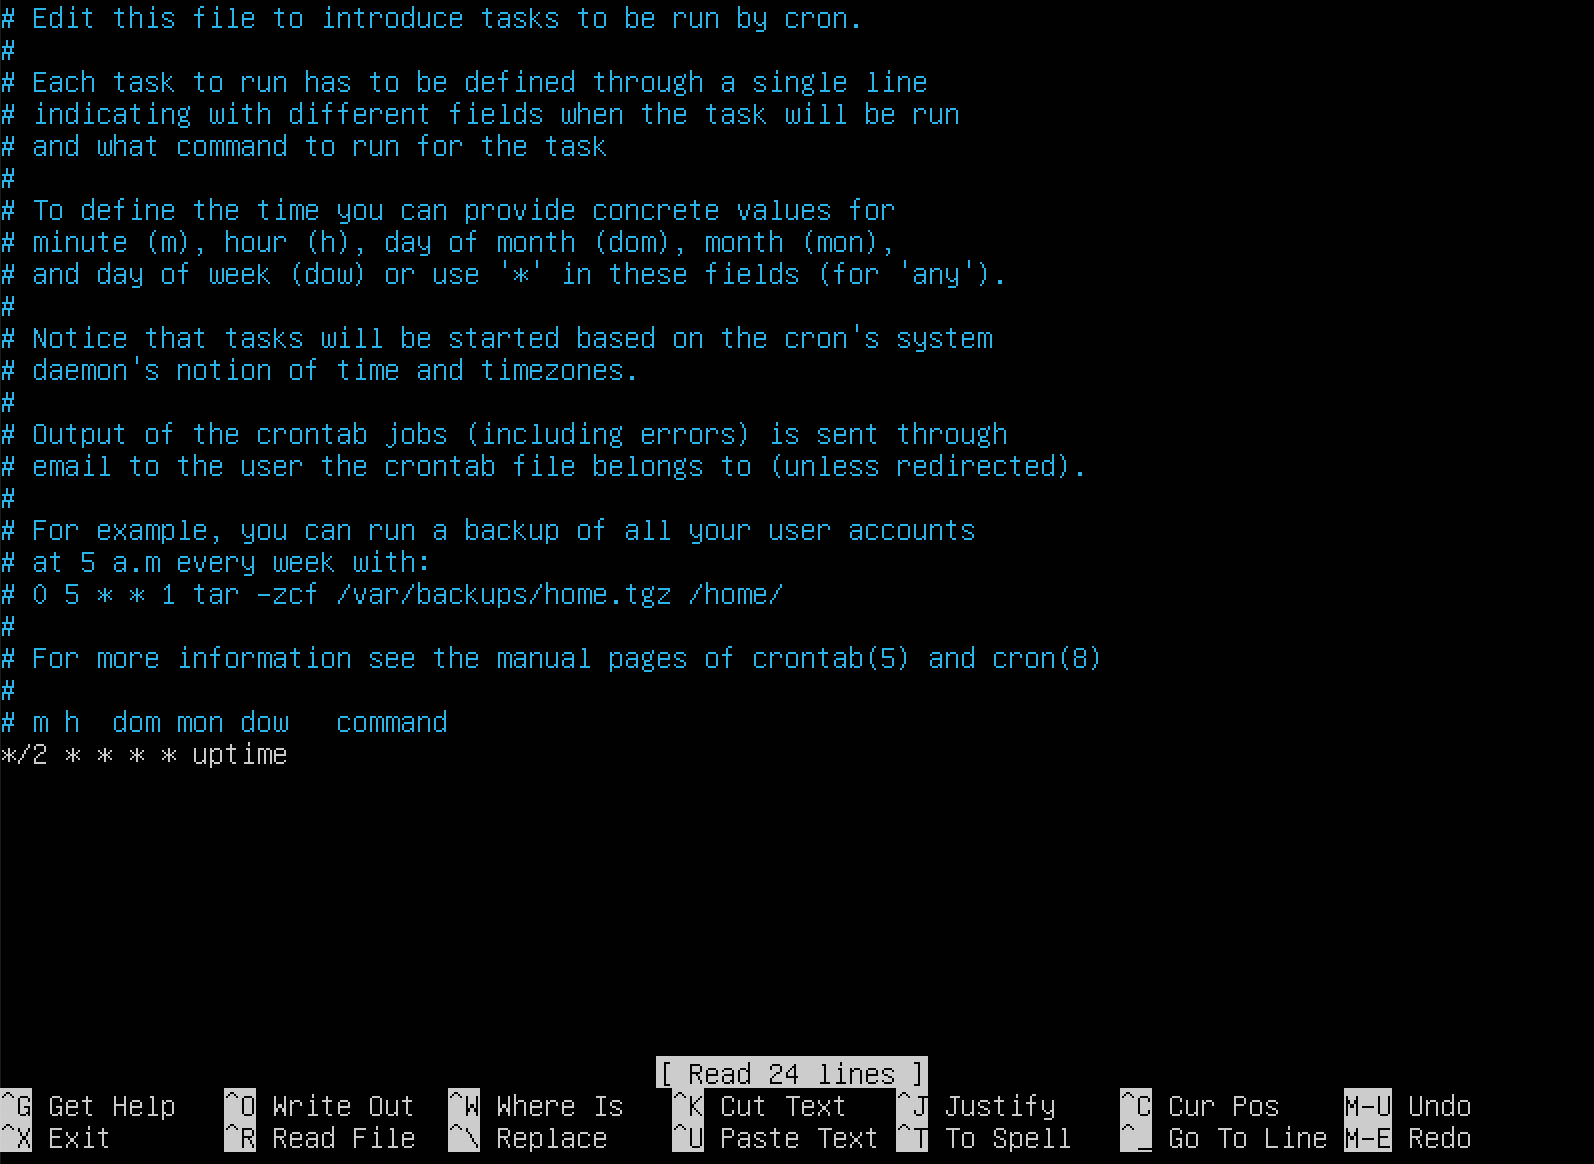 # Edit this file to introduce tasks to be run by cron.
#
# Each task to run has to be defined through a single line
# indicating with different fields when the task will be run
# and what command to run for the task
#
# To define the time you can provide concrete values for
# minute (m), hour (h), day of month (dom), month (mon),
# and day of week (dow) or use '*' in these fields (for 'any').
#
# Notice that tasks will be started based on the cron's system
# daemon's notion of time and timezones.
#
# Output of the crontab jobs (including errors) is sent through
# email to the user the crontab file belongs to (unless redirected).
#
# For example, you can run a backup of all your user accounts
# at 5 a.m every week with:
# 0 5 * * 1 tar -zcf /var/backups/home.tgz /home/
#
# For more information see the manual pages of crontab(5) and cron(8)
#
# m h  dom mon dow   command
*/2 * * * * uptime
[ Read 24 lines ]
^G Get Help   ^O Write Out  ^W Where Is   ^K Cut Text   ^J Justify    ^C Cur Pos    M-U Undo
^X Exit       ^R Read File  ^\ Replace    ^U Paste Text ^T To Spell   ^_ Go To Line M-E Redo